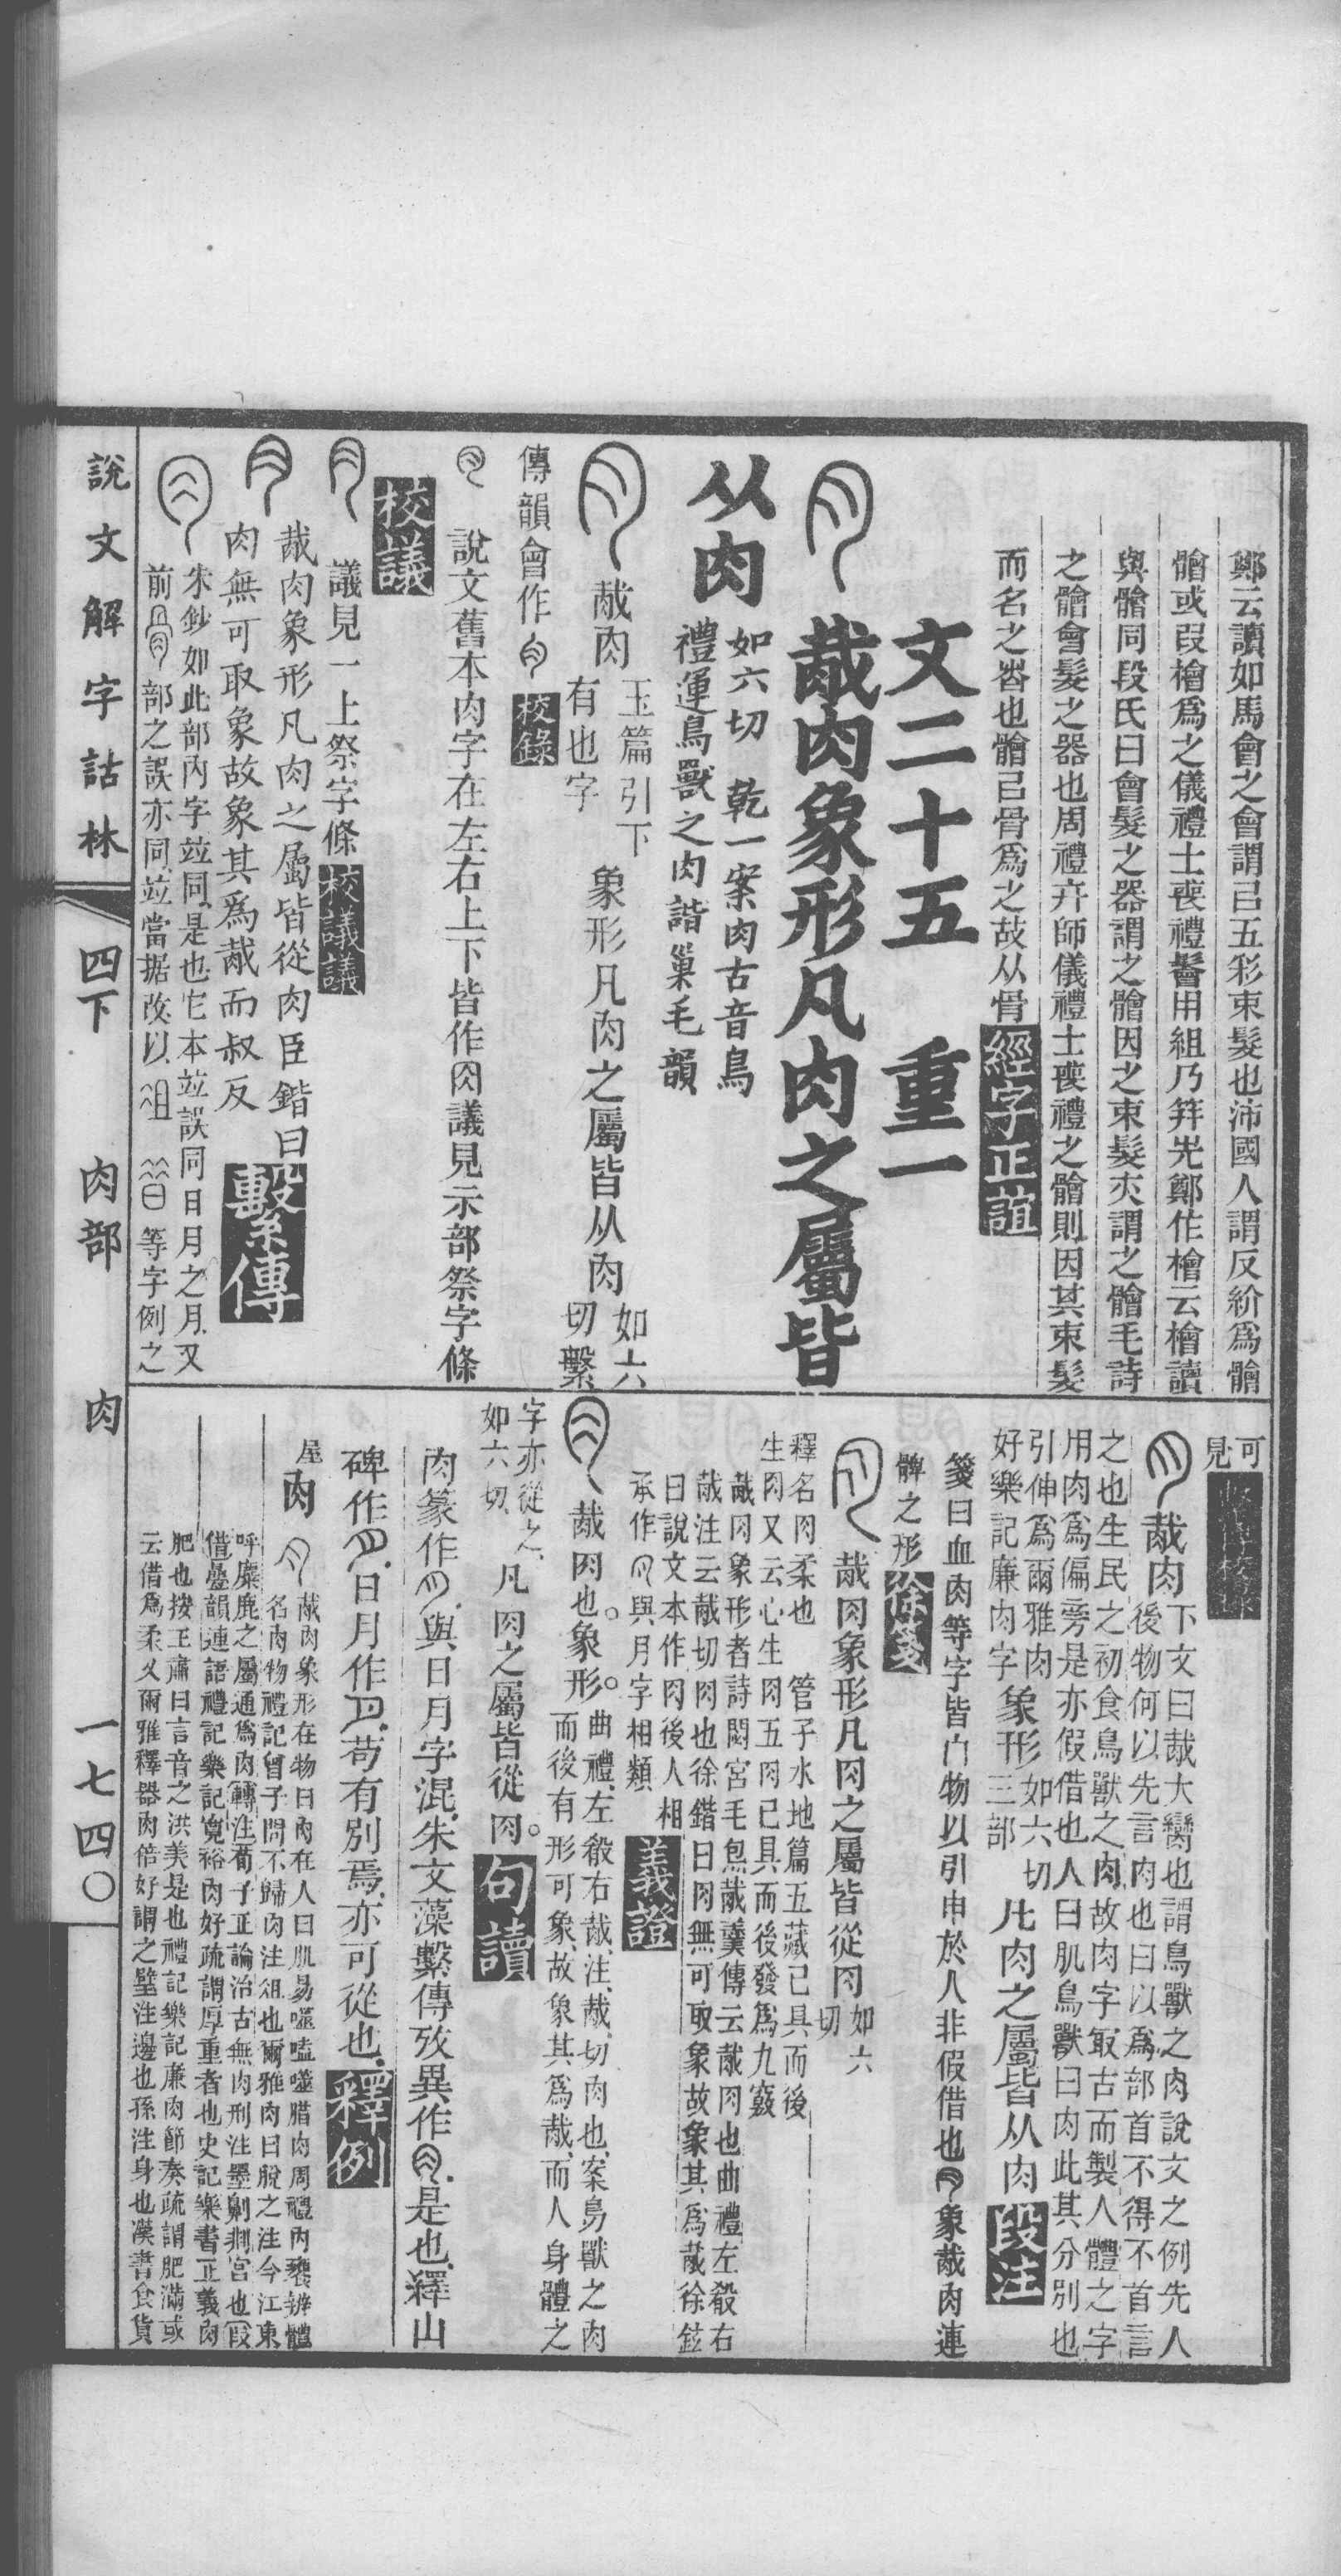 鄭云讀如馬會之會謂㠯五彩束髮也沛國人謂反紒爲䯤
䯤或叚檜爲之儀禮士喪禮鬠用組乃筓先鄭作檜云檜讀
與䯤同段氏曰會髮之器謂之䯤因之束髮夾謂之䯤毛詩
之䯤會髮之器也周禮弁師儀禮士喪禮之䯤則因其束髮
而名之者也䯤㠯骨爲之故从骨經字正誼
文二十五 重一
胾肉象形凡肉之屬皆
从肉
如六切 乾一案肉古音鳥
禮運鳥獸之肉諧巢毛韻
胾肉
玉篇引下
有也字
象形凡肉之屬皆从肉
如六
切繫
傳韻會作 校錄
說文舊本肉字在左右上下皆作肉議見示部祭字條
校議
議見一上祭字條校議議
胾肉象形凡肉之屬皆從肉臣鍇曰
肉無可取象故象其爲胾而叔反 繫傳
朱鈔如此部內字竝同是也它本竝誤同日月之月又
前 部之誤亦同竝當据改以 等字例之
說文解字詁林 四下 肉部 肉 一七四〇
可
見
胾肉
下文曰胾大臠也謂鳥獸之肉說文之例先人
後物何以先言肉也曰以爲部首不得不首言
之也生民之初食鳥獸之肉故肉字㝡古而製人體之字
用肉爲偏旁是亦假借也人曰肌鳥獸曰肉此其分別也
引伸爲爾雅肉
好樂記廉肉字
象形
如六切
三部
凡肉之屬皆从肉段注
箋曰血肉等字皆门物以引申於人非假借也 象胾肉連
髀之形徐箋
胾肉象形凡肉之屬皆從肉
如六
切
釋名肉柔也 管子水地篇五藏已具而後
生肉又云心生肉五肉已具而後發爲九竅
胾肉象形者詩閟宮毛炰胾羹傳云胾肉也曲禮左殽右
胾注云胾切肉也徐鍇曰肉無可取象故象其爲胾徐鉉
曰說文本作肉後人相
承作 與月字相類 義證
胾肉也。象形。
曲禮、左殽右胾、注、胾、切肉也、案鳥獸之肉
而後有形可象、故象其爲胾、而人身體之
字亦從之、
如六切
凡肉之屬皆從肉。句讀
肉篆作 、與日月字混、朱文藻繫傳攷異作 、是也、繹山
碑作 、日月作 、苟有別焉、亦可從也、釋例
屋
肉
胾肉象形在物曰肉在人曰肌易噬嗑噬腊肉周禮內饔辨體
名肉物禮記曾子問不歸肉注俎也爾雅肉曰脫之注今江東
呼麋鹿之屬通爲肉轉注荀子正論治古無肉刑注墨劓剕宮也叚
借疊韻連語禮記樂記寬裕肉好疏謂厚重者也史記樂書正義肉
肥也按王肅曰言音之洪美是也禮記樂記廉肉節奏疏謂肥滿或
云借爲柔又爾雅釋器肉倍好謂之璧注邊也孫注身也漢書食貨